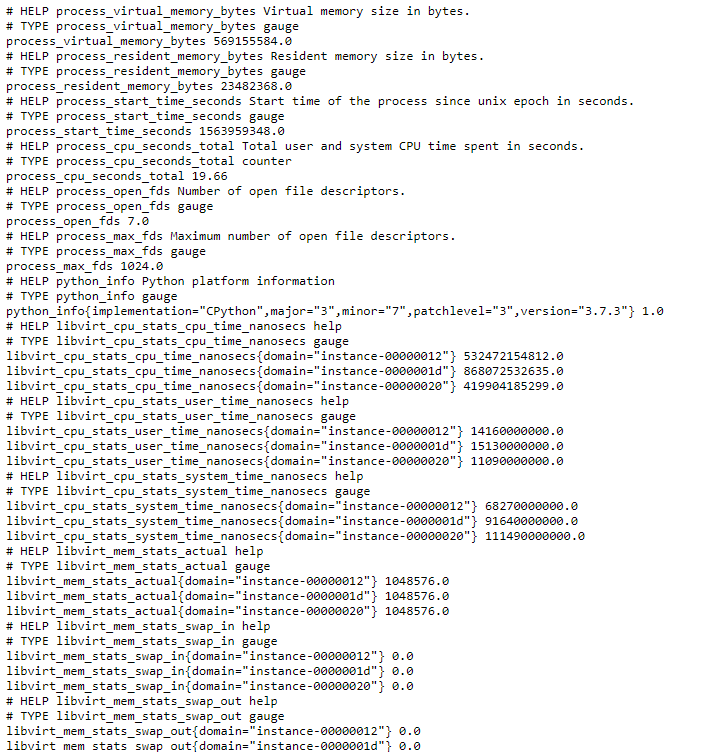 # HELP process_virtual_memory_bytes Virtual memory size in bytes.
# TYPE process_virtual_memory_bytes gauge
process_virtual_memory_bytes 569155584.0
# HELP process_resident_memory_bytes Resident memory size in bytes.
# TYPE process_resident_memory_bytes gauge
process_resident_memory_bytes 23482368.0
# HELP process_start_time_seconds Start time of the process since unix epoch in seconds.
# TYPE process_start_time_seconds gauge
process_start_time_seconds 1563959348.0
# HELP process_cpu_seconds_total Total user and system CPU time spent in seconds.
# TYPE process_cpu_seconds_total counter
process_cpu_seconds_total 19.66
# HELP process_open_fds Number of open file descriptors.
# TYPE process_open_fds gauge
process_open_fds 7.0
# HELP process_max_fds Maximum number of open file descriptors.
# TYPE process_max_fds gauge
process_max_fds 1024.0
# HELP python_info Python platform information
# TYPE python_info gauge
python_info{implementation="CPython",major="3",minor="7",patchlevel="3",version="3.7.3"} 1.0
# HELP libvirt_cpu_stats_cpu_time_nanosecs help
# TYPE libvirt_cpu_stats_cpu_time_nanosecs gauge
libvirt_cpu_stats_cpu_time_nanosecs{domain="instance-00000012"} 532472154812.0
libvirt_cpu_stats_cpu_time_nanosecs{domain="instance-0000001d"} 868072532635.0
libvirt_cpu_stats_cpu_time_nanosecs{domain="instance-00000020"} 419904185299.0
# HELP libvirt_cpu_stats_user_time_nanosecs help
# TYPE libvirt_cpu_stats_user_time_nanosecs gauge
libvirt_cpu_stats_user_time_nanosecs{domain="instance-00000012"} 14160000000.0
libvirt_cpu_stats_user_time_nanosecs{domain="instance-0000001d"} 15130000000.0
libvirt_cpu_stats_user_time_nanosecs{domain="instance-00000020"} 11090000000.0
# HELP libvirt_cpu_stats_system_time_nanosecs help
# TYPE libvirt_cpu_stats_system_time_nanosecs gauge
libvirt_cpu_stats_system_time_nanosecs{domain="instance-00000012"} 68270000000.0
libvirt_cpu_stats_system_time_nanosecs{domain="instance-0000001d"} 91640000000.0
libvirt_cpu_stats_system_time_nanosecs{domain="instance-00000020"} 111490000000.0
# HELP libvirt_mem_stats_actual help
# TYPE libvirt_mem_stats_actual gauge
libvirt_mem_stats_actual{domain="instance-00000012"} 1048576.0
libvirt_mem_stats_actual{domain="instance-0000001d"} 1048576.0
libvirt_mem_stats_actual{domain="instance-00000020"} 1048576.0
# HELP libvirt_mem_stats_swap_in help
# TYPE libvirt_mem_stats_swap_in gauge
libvirt_mem_stats_swap_in{domain="instance-00000012"} 0.0
libvirt_mem_stats_swap_in{domain="instance-0000001d"} 0.0
libvirt_mem_stats_swap_in{domain="instance-00000020"} 0.0
# HELP libvirt_mem_stats_swap_out help
# TYPE libvirt_mem_stats_swap_out gauge
libvirt_mem_stats_swap_out{domain="instance-00000012"} 0.0
libvirt_mem_stats_swap_out{domain="instance-0000001d"} 0.0